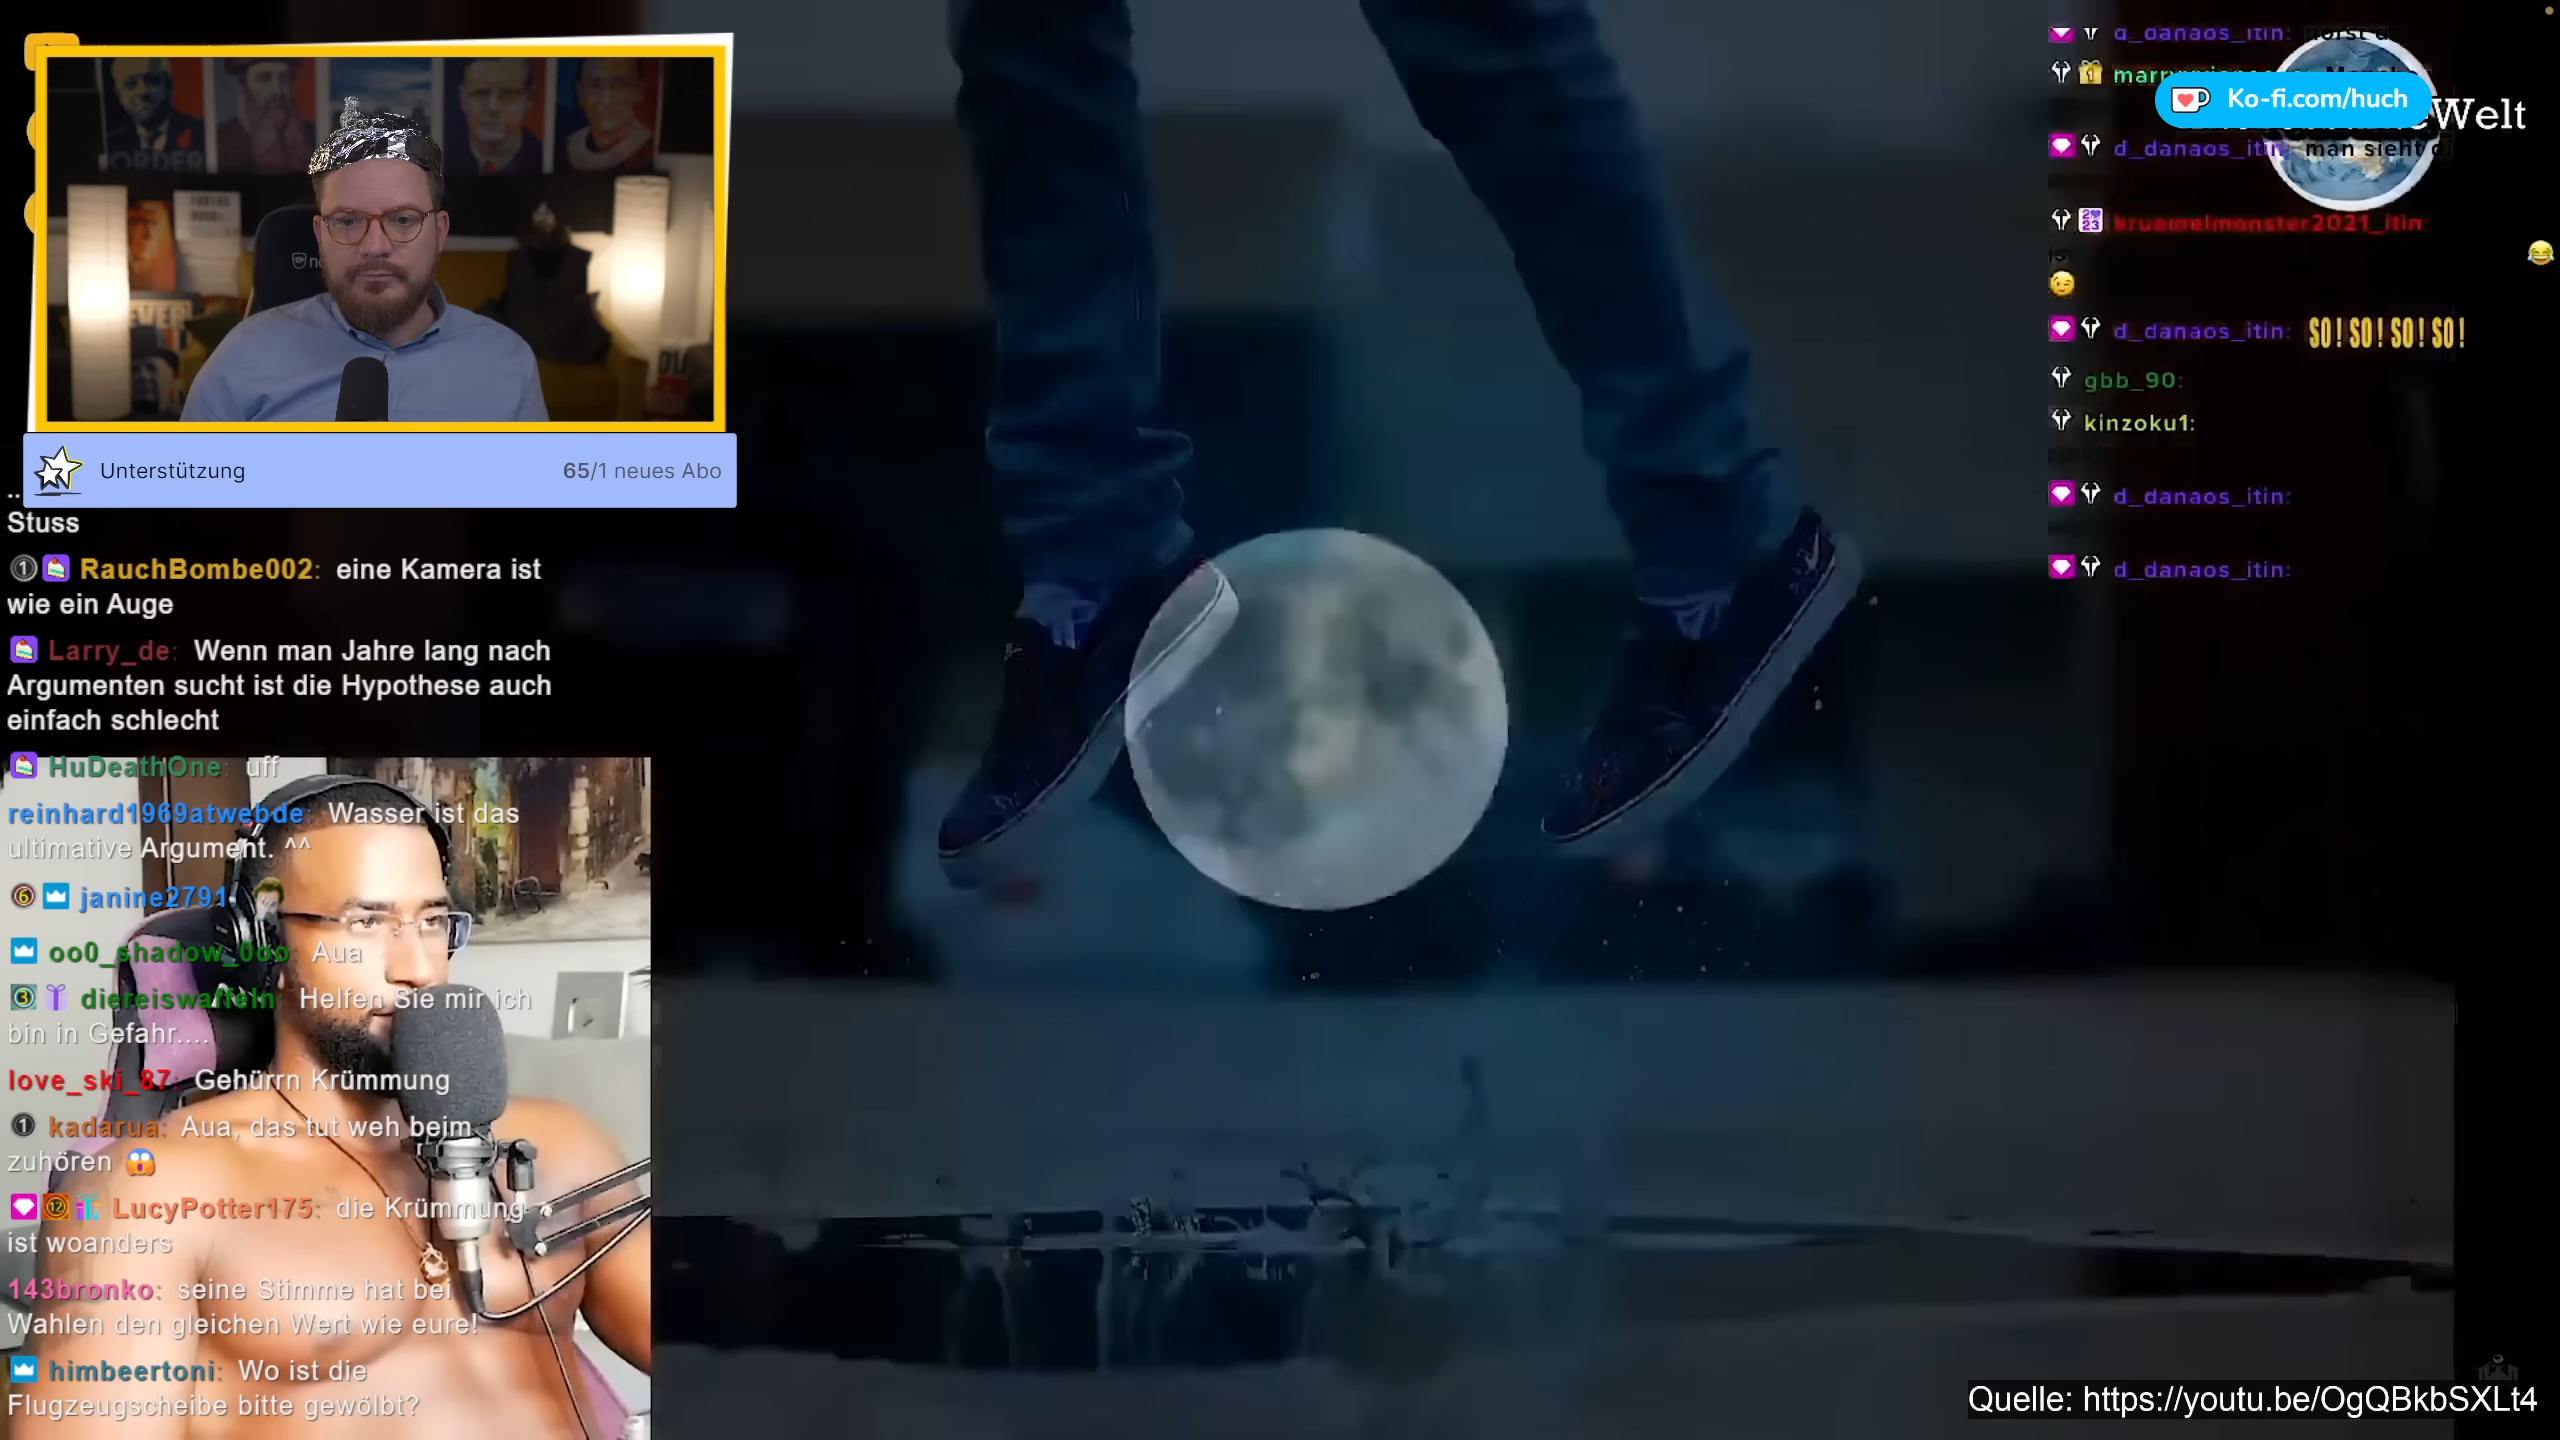 ORDER
Unterstützung
65/1 neues Abo
..
Stuss
RauchBombe002: eine Kamera ist
wie ein Auge
Larry_de: Wenn man Jahre lang nach
Argumenten sucht ist die Hypothese auch
einfach schlecht
HuDeathOne: uff
reinhard1969atwebde: Wasser ist das
ultimative Argument. ^^
janine2791:
oo0_shadow_0oo: Aua
diereiswaffeln: Helfen Sie mir ich
bin in Gefahr....
love_ski_87: Gehürrn Krümmung
kadarua: Aua, das tut weh beim
zuhören 😱
LucyPotter175: die Krümmung
ist woanders
143bronko: seine Stimme hat bei
Wahlen den gleichen Wert wie eure!
himbeertoni: Wo ist die
Flugzeugscheibe bitte gewölbt?
d_danaos_itin:
Ko-fi.com/huch
Welt
d_danaos_itin: man sieht di
kruemelmonster2021_itin:
😂
😉
d_danaos_itin: SO! SO! SO! SO!
gbb_90:
kinzoku1:
d_danaos_itin:
d_danaos_itin:
Quelle: https://youtu.be/OgQBkbSXLt4